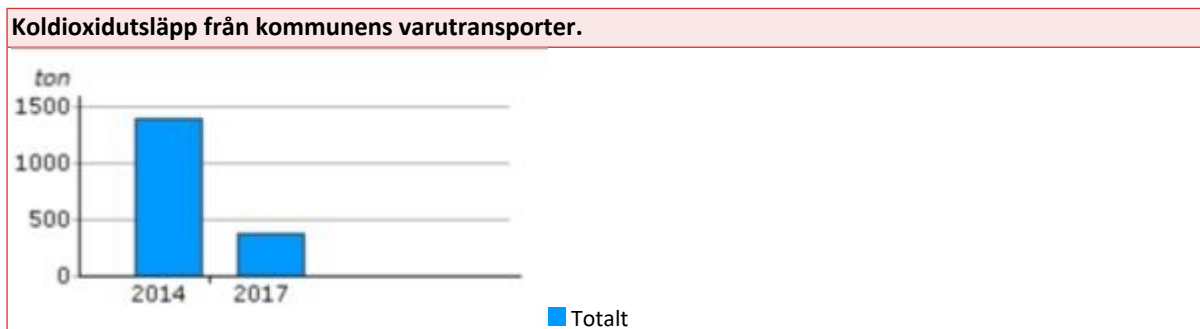 Koldioxidutsläpp från kommunens varutransporter.
ton
1500
1000
500
0
2014 2017
Totalt